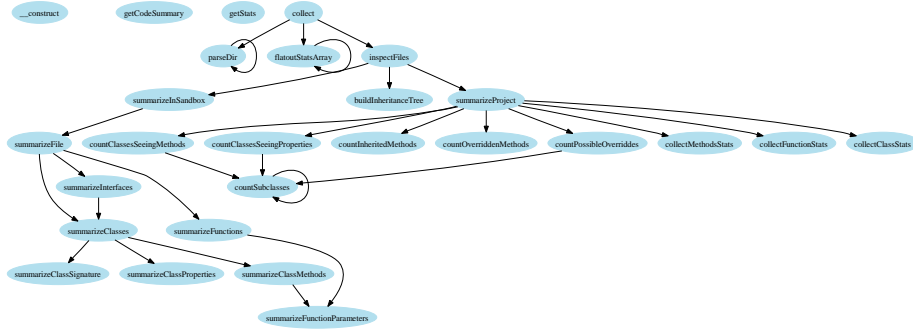 __construct
getCodeSummary
getStats
collect
parseDir
flatoutStatsArray
inspectFiles
summarizeInSandbox
buildInheritanceTree
summarizeProject
summarizeFile
countClassesSeeingMethods
countClassesSeeingProperties
countInheritedMethods
countOverriddenMethods
countPossibleOverriddes
collectMethodsStats
collectFunctionStats
collectClassStats
summarizeInterfaces
countSubclasses
summarizeClasses
summarizeFunctions
summarizeClassSignature
summarizeClassProperties
summarizeClassMethods
summarizeFunctionParameters